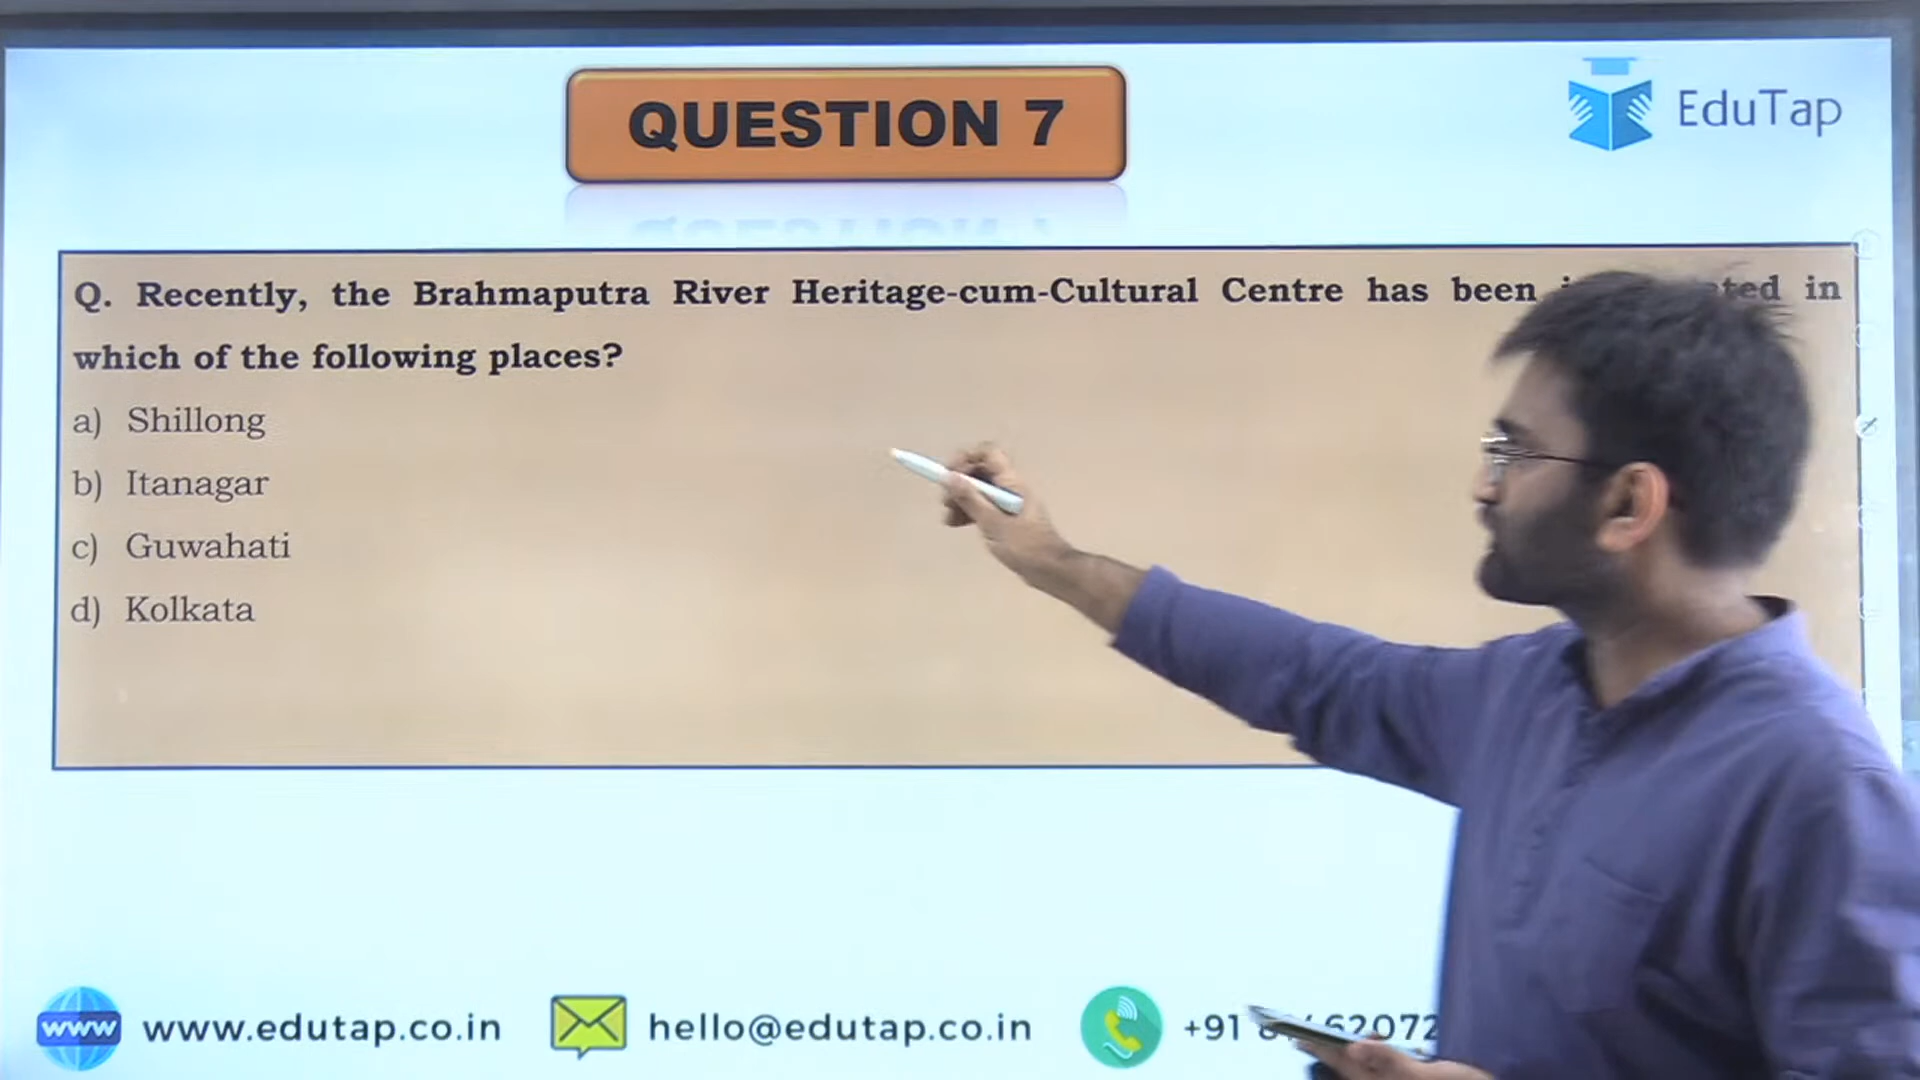 QUESTION 7
EduTap
Q. Recently, the Brahmaputra River Heritage-cum-Cultural Centre has been in
which of the following places?
a) Shillong
b) Itanagar
c) Guwahati
d) Kolkata
www www.edutap.co.in hello@edutap.co.in +91